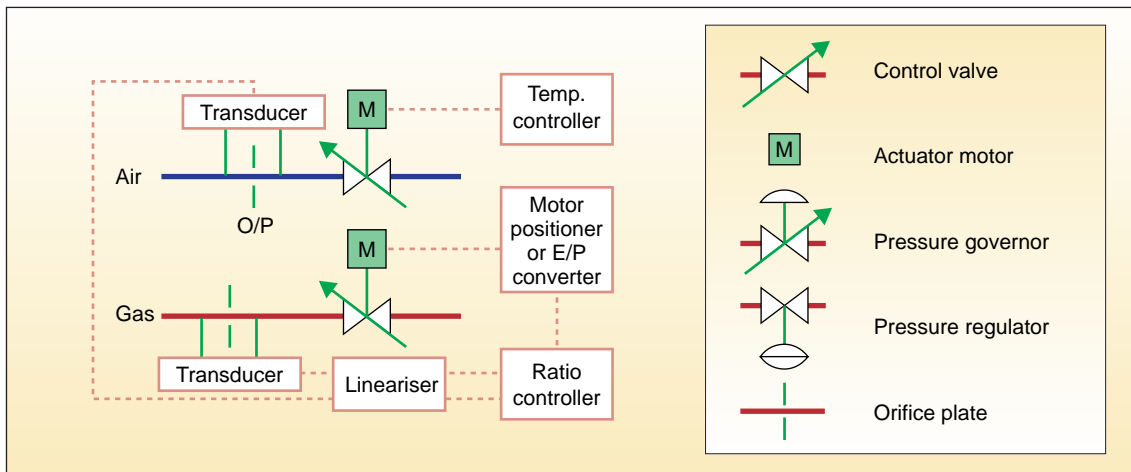 Transducer
M
Temp.
controller
Air
O/P
Motor
positioner
or E/P
converter
M
Gas
Transducer
Lineariser
Ratio
controller
Control valve
M
Actuator motor
Pressure governor
Pressure regulator
Orifice plate